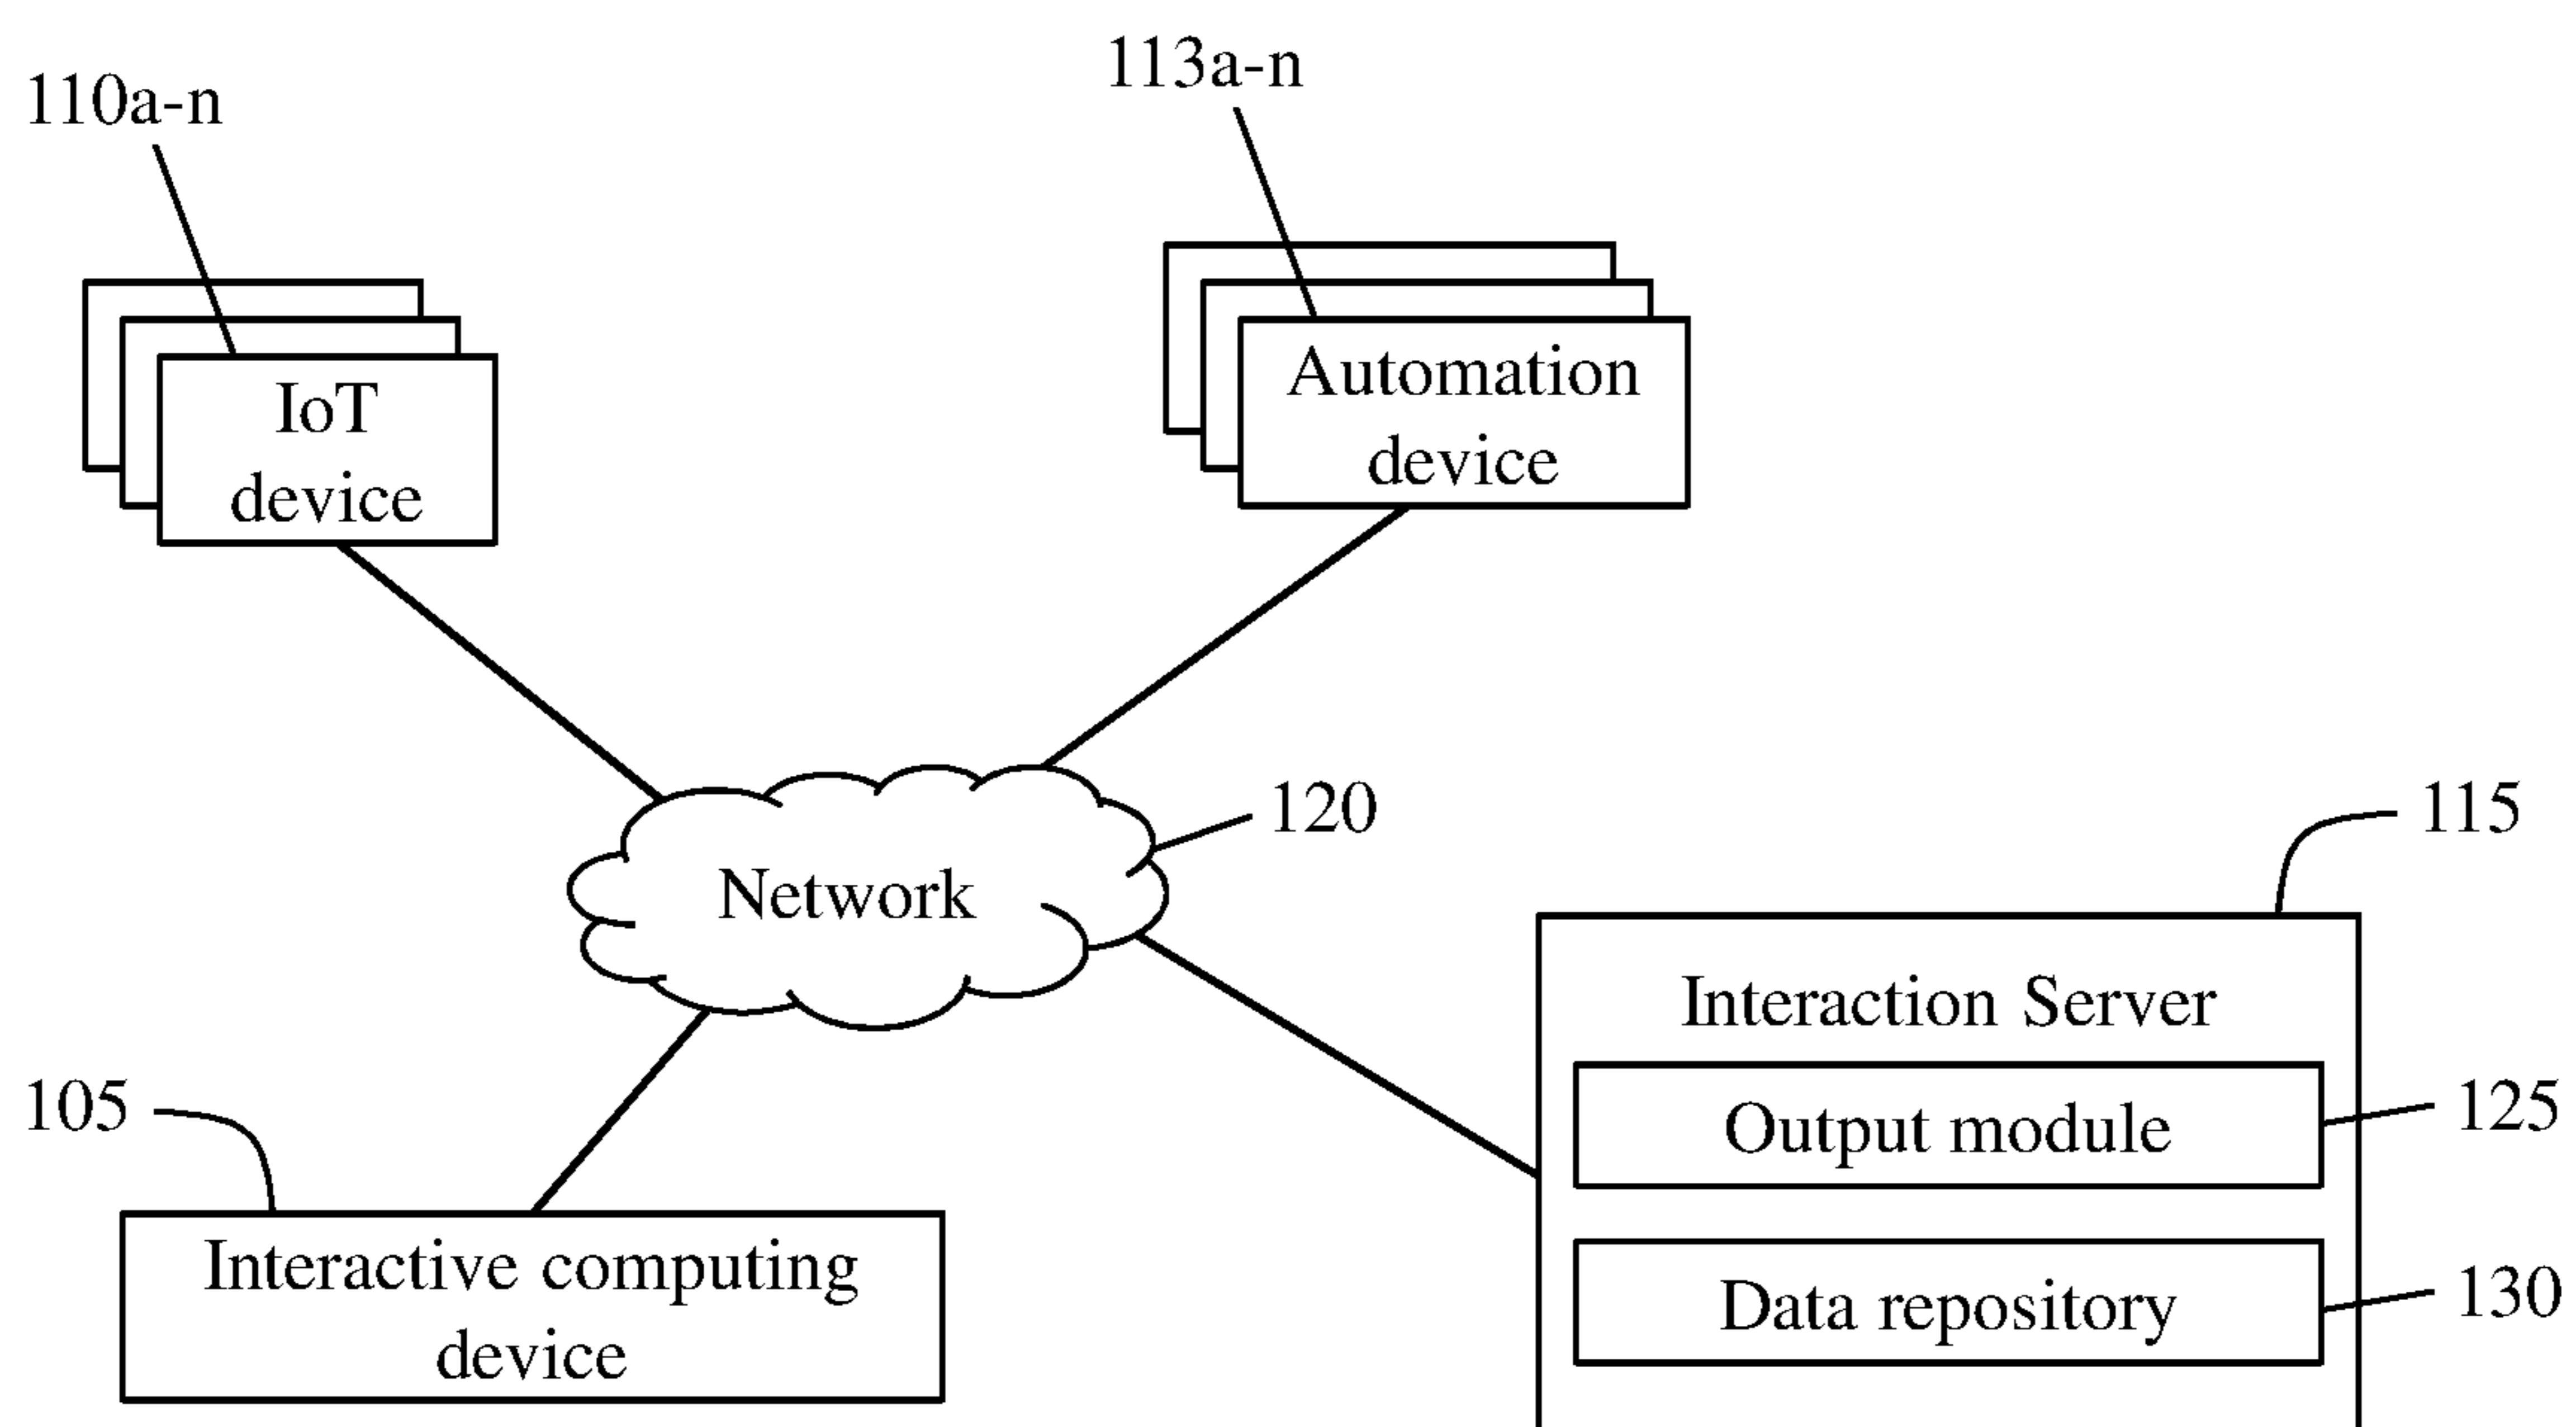 113a-n
110a-n
Automation
device
IoT
device
120
115
Network
Interaction Server
105
125
Output module
Interactive computing
device
130
Data repository